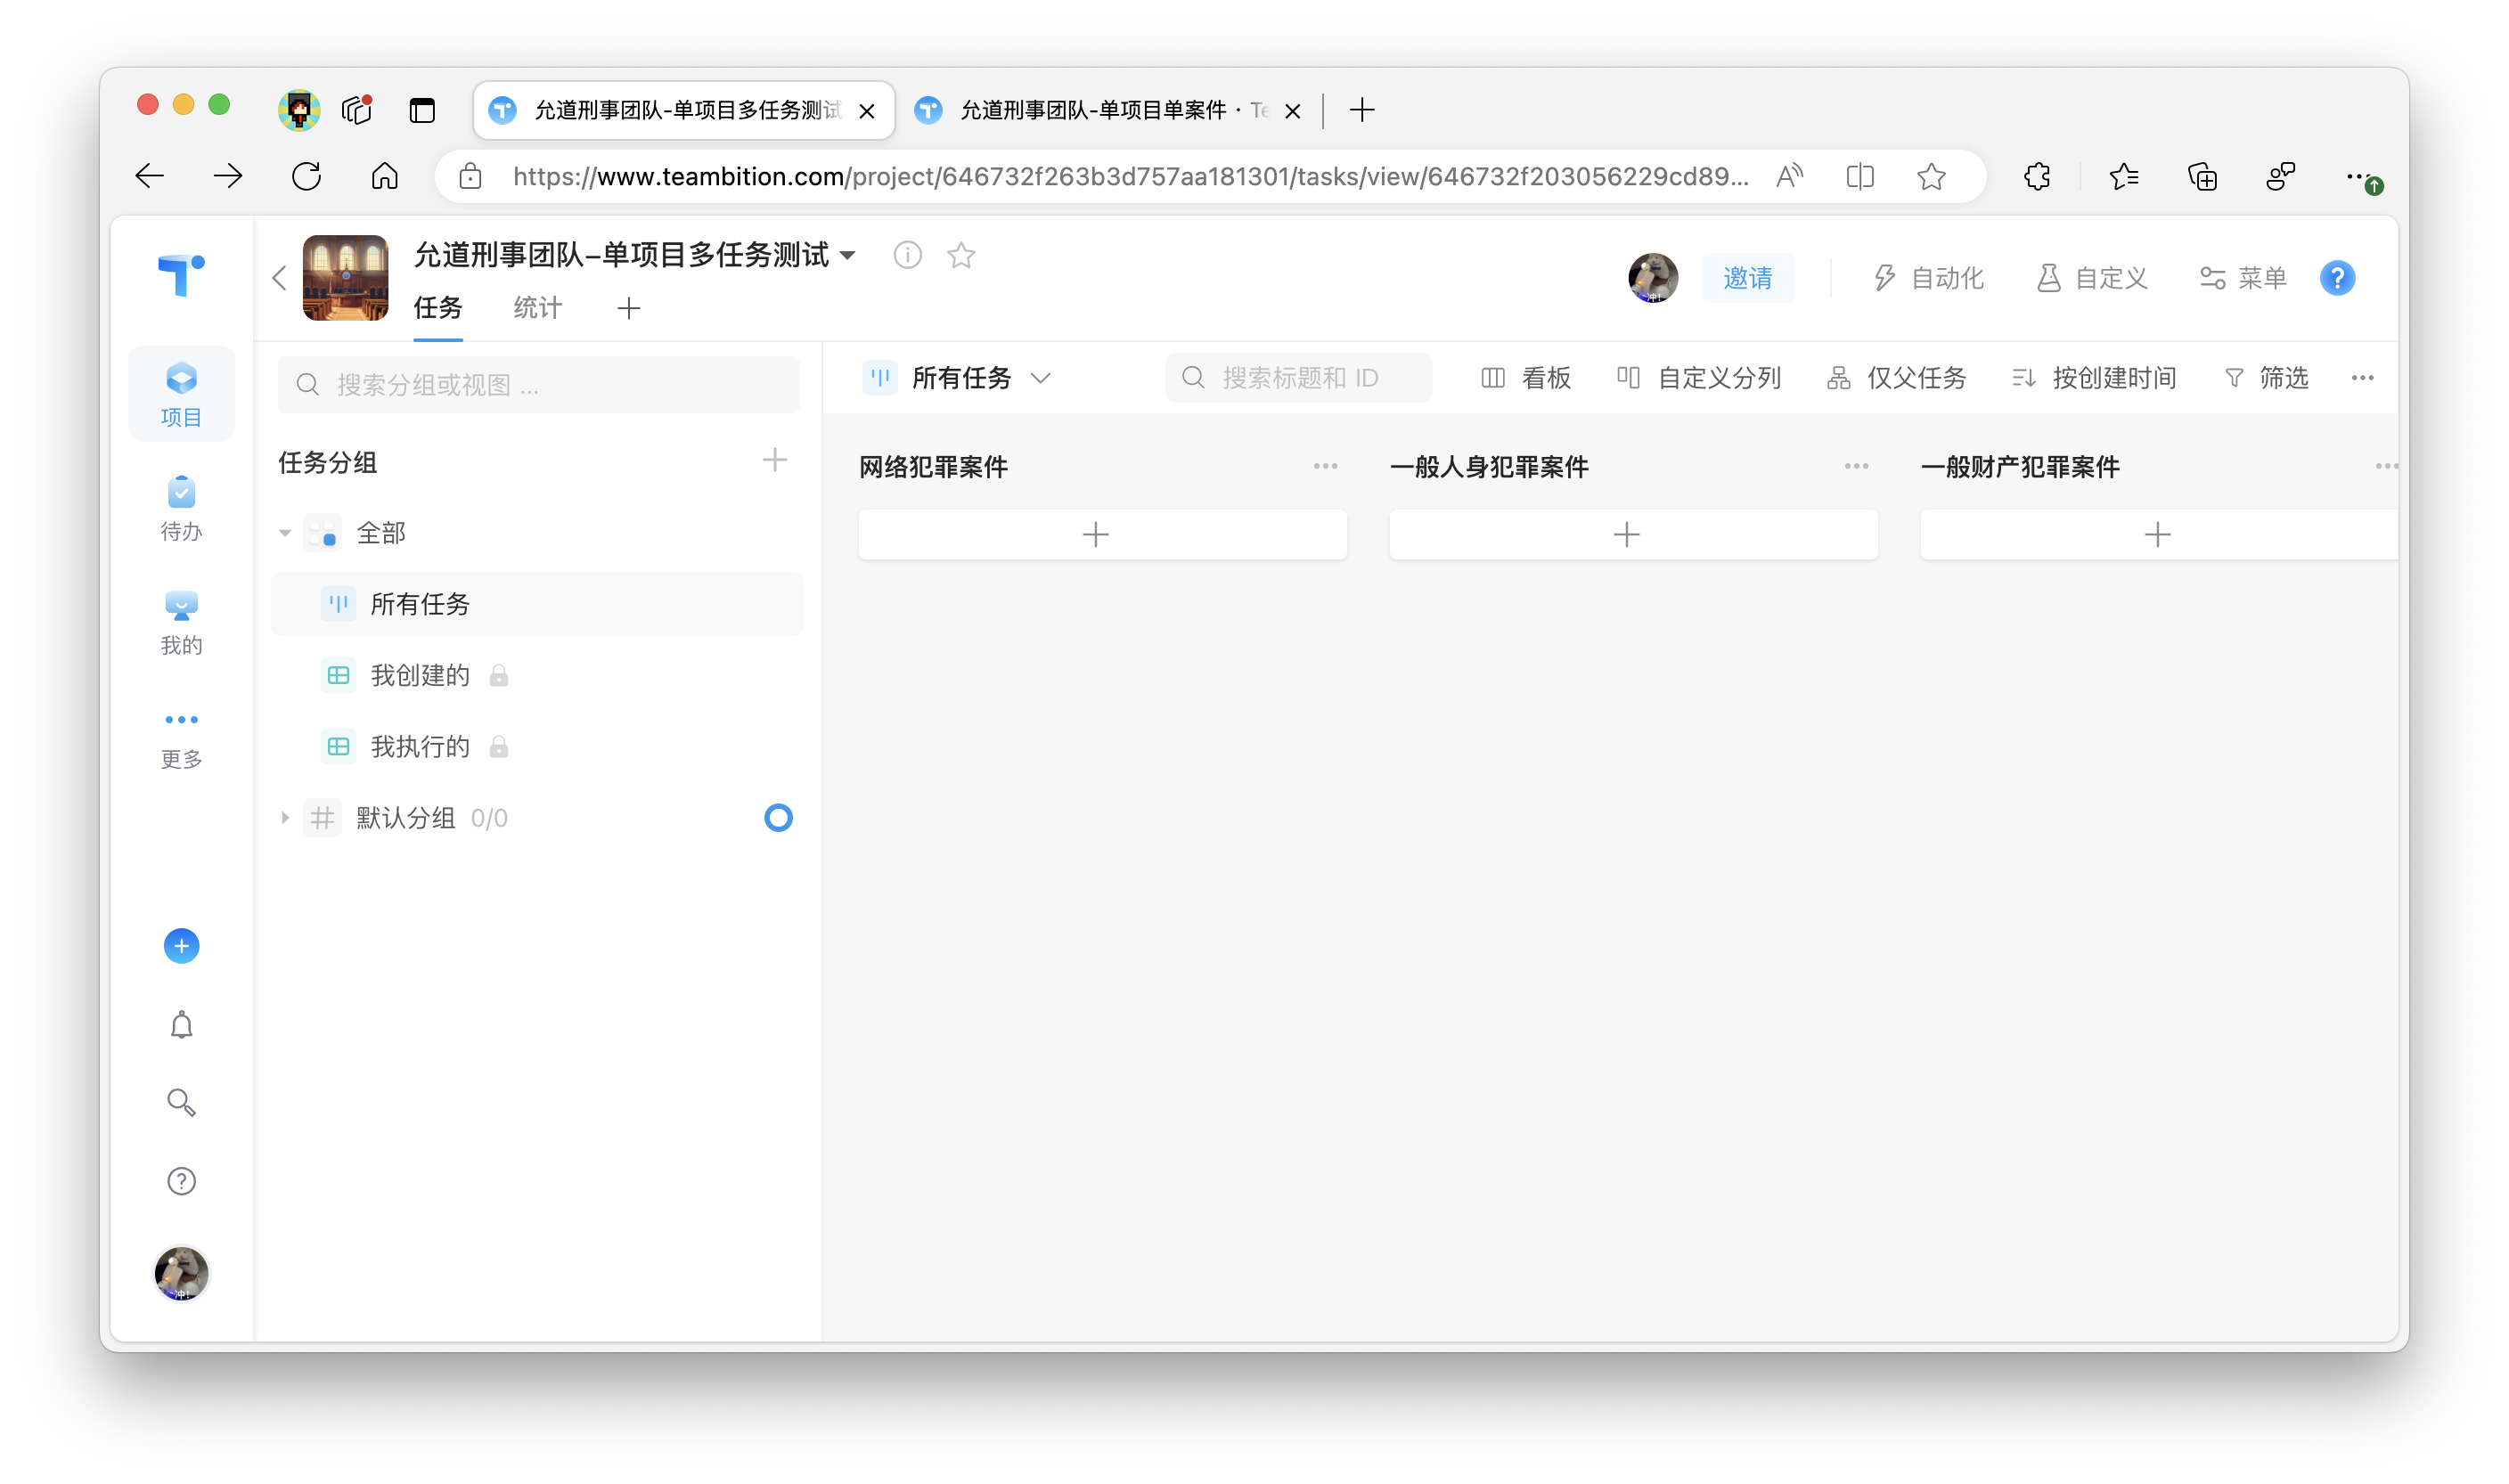 允道刑事团队-单项目多任务测试
允道刑事团队-单项目单案件 · Te
https://www.teambition.com/project/646732f263b3d757aa181301/tasks/view/646732f203056229cd89...
允道刑事团队-单项目多任务测试
任务 统计
邀请 自动化 自定义 菜单 ?
项目
待办
我的
更多
搜索分组或视图 ...
任务分组
全部
所有任务
我创建的
我执行的
默认分组 0/0
所有任务 搜索标题和 ID 看板 自定义分列 仅父任务 按创建时间 筛选
网络犯罪案件
一般人身犯罪案件
一般财产犯罪案件
冲!
冲!